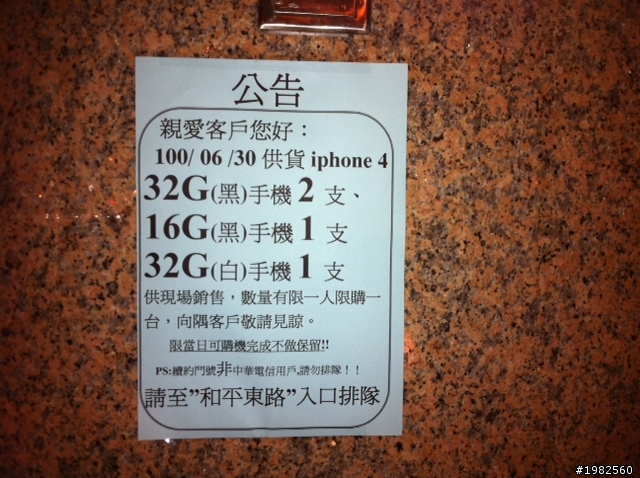 公告
親愛客戶您好：
100/ 06 /30 供貨 iphone 4
32G(黑)手機 2 支、
16G(黑)手機 1 支
32G(白)手機 1 支
供現場銷售，數量有限一人限購一
台，向隅客戶敬請見諒。
限當日可購機完成不做保留!!
PS:續約門號非中華電信用戶,請勿排隊！！
請至”和平東路”入口排隊
#1982560